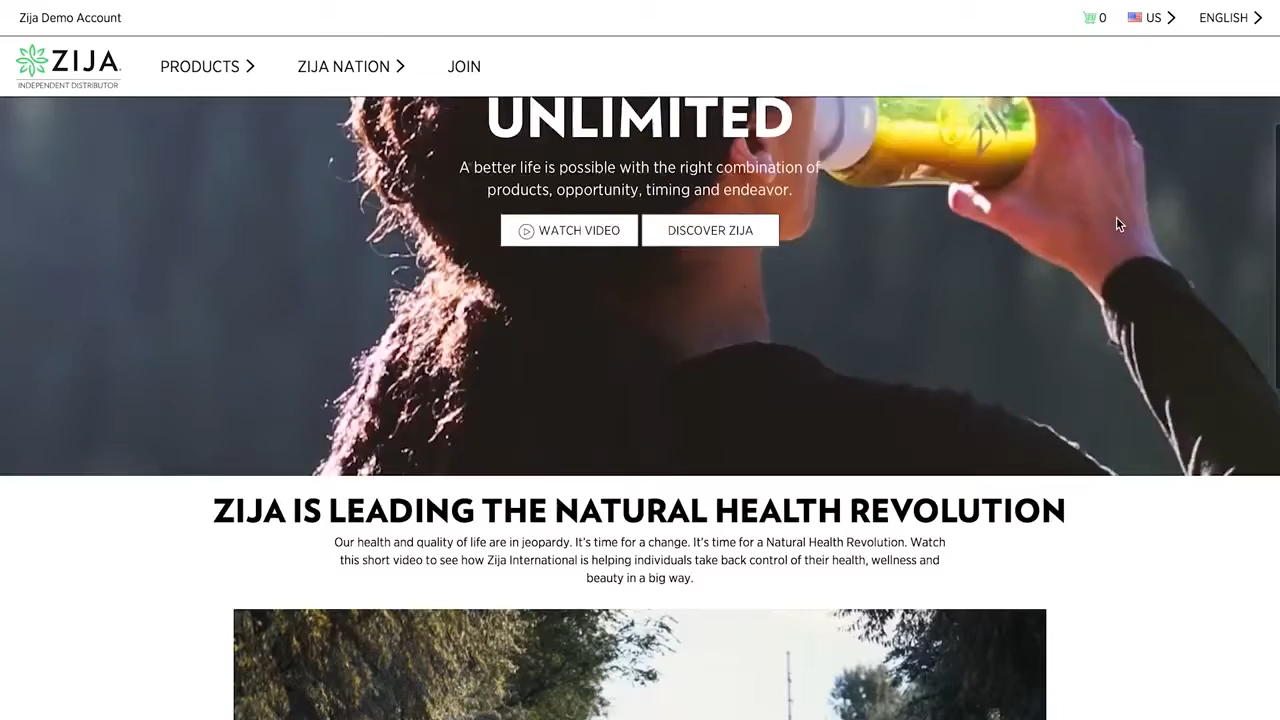 Zija Demo Account
0
US
ENGLISH
ZIJA
INDEPENDENT DISTRIBUTOR
PRODUCTS
ZIJA NATION
JOIN
UNLIMITED
A better life is possible with the right combination of
products, opportunity, timing and endeavor.
WATCH VIDEO
DISCOVER ZIJA
ZIJA IS LEADING THE NATURAL HEALTH REVOLUTION
Our health and quality of life are in jeopardy. It's time for a change. It's time for a Natural Health Revolution. Watch
this short video to see how Zija International is helping individuals take back control of their health, wellness and
beauty in a big way.